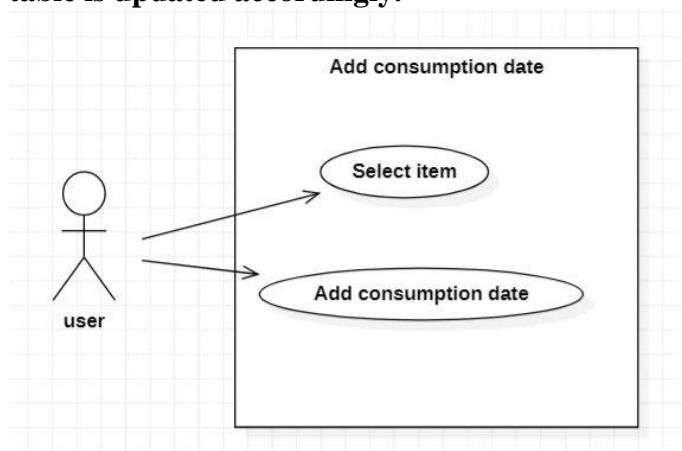 table is updated accordingly.
Add consumption date
Select item
Add consumption date
user